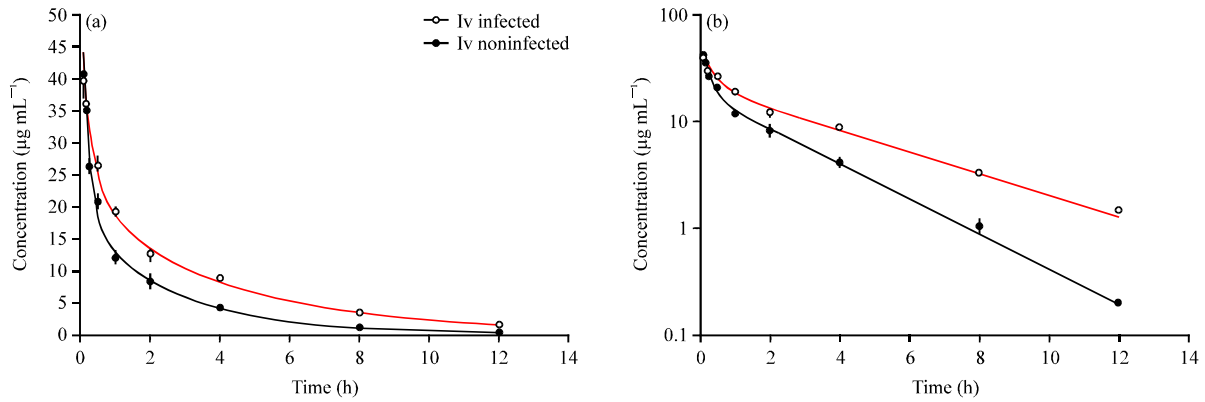 (a)
Iv infected
Iv noninfected
Concentration (µg mL⁻¹)
50
45
40
35
30
25
20
15
10
5
0
0 2 4 6 8 10 12 14
Time (h)
(b)
Concentration (µg mL⁻¹)
100
10
1
0.1
0 2 4 6 8 10 12 14
Time (h)